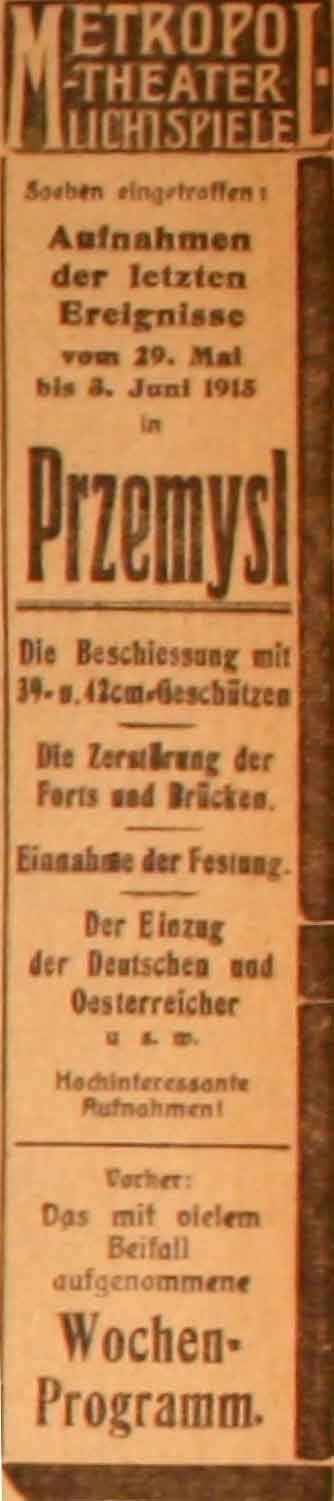 METROPOL-
-THEATER
LICHTSPIELE
Soeben eingetroffen:
Aufnahmen
der letzten
Ereignisse
vom 29. Mai
bis 3. Juni 1915
in
Przemysl
Die Beschiessung mit
39- u. 42cm-Geschützen
Die Zerstörung der
Forts und Brücken.
Einnahme der Festung.
Der Einzug
der Deutschen und
Oesterreicher
u. s. w.
Hochinteressante
Aufnahmen!
Vorher:
Das mit vielem
Beifall
aufgenommene
Wochen-
Programm.